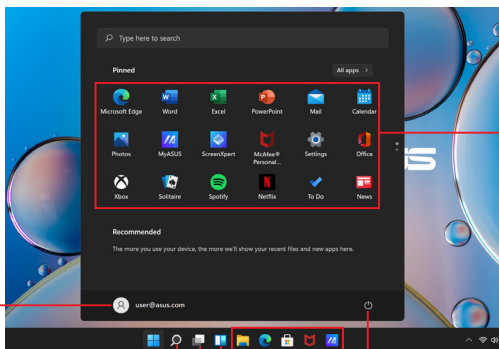 Type here to search
Pinned
All apps >
Microsoft Edge
Word
Excel
PowerPoint
Mail
Calendar
Photos
MyASUS
ScreenXpert
McAfee® Personal...
Settings
Office
Xbox
Solitaire
Spotify
Netflix
To Do
News
Recommended
The more you use your device, the more we'll show your recent files and new apps here.
user@asus.com